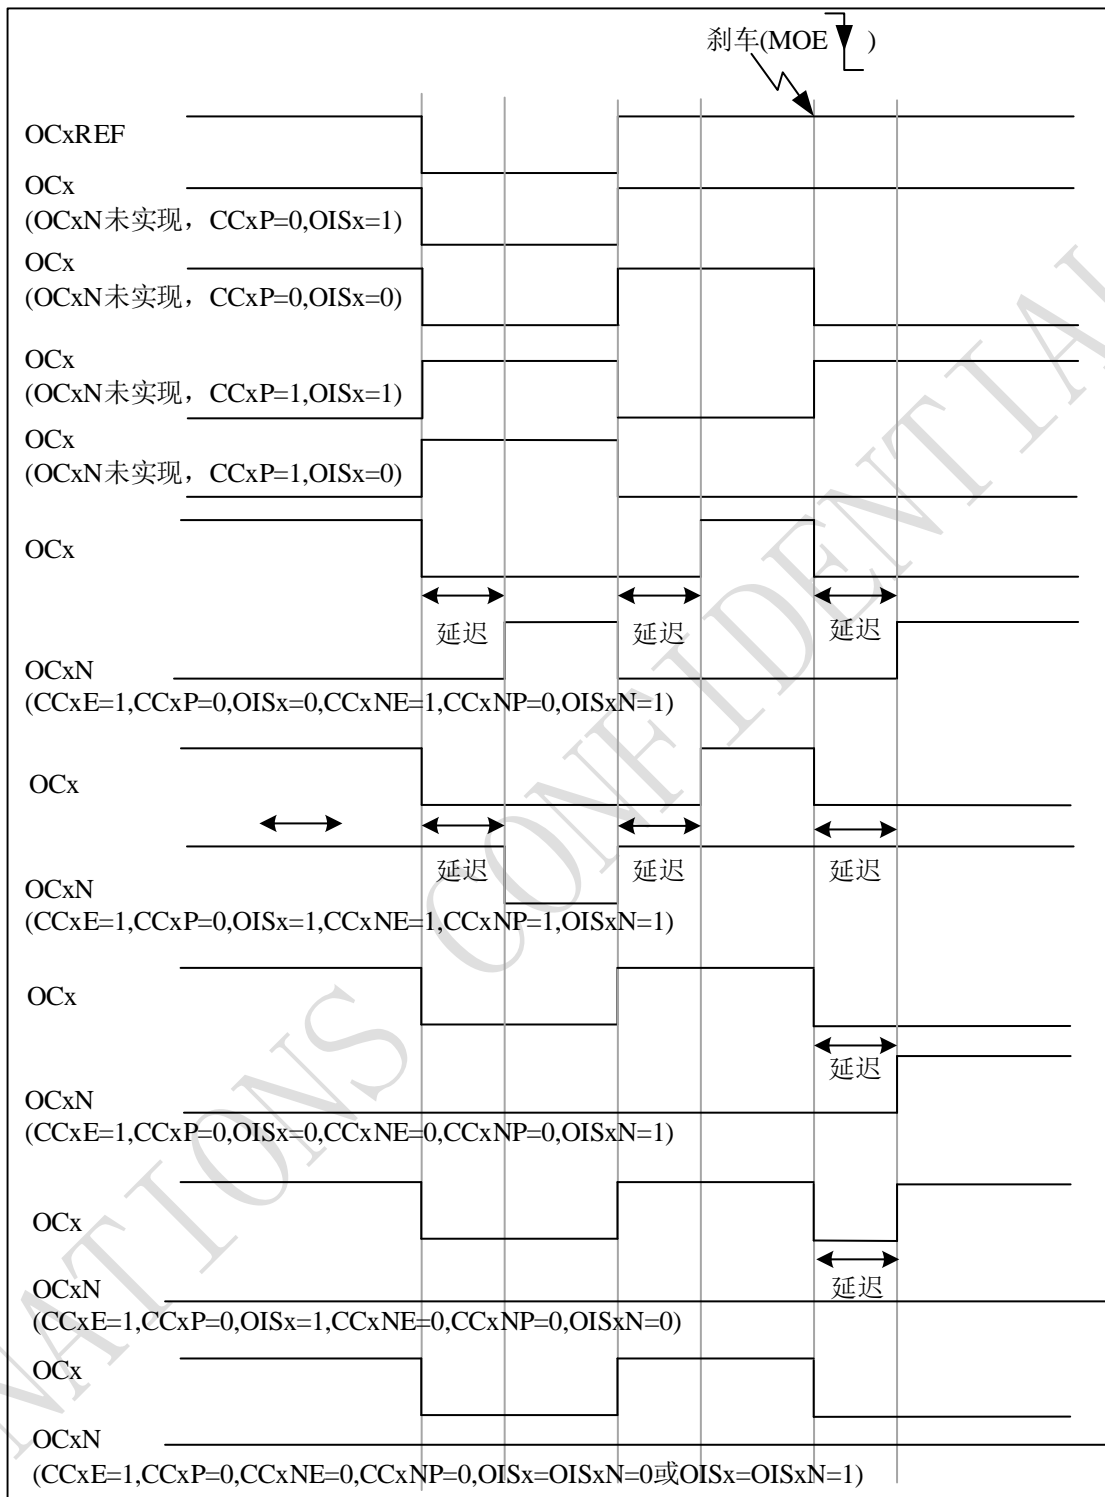 刹车(MOE )
OCxREF
OCx
(OCxN未实现，CCxP=0,OISx=1)
OCx
(OCxN未实现，CCxP=0,OISx=0)
OCx
(OCxN未实现，CCxP=1,OISx=1)
OCx
(OCxN未实现，CCxP=1,OISx=0)
OCx
延迟 延迟 延迟
OCxN
(CCxE=1,CCxP=0,OISx=0,CCxNE=1,CCxNP=0,OISxN=1)
OCx
延迟 延迟 延迟
OCxN
(CCxE=1,CCxP=0,OISx=1,CCxNE=1,CCxNP=1,OISxN=1)
OCx
延迟
OCxN
(CCxE=1,CCxP=0,OISx=0,CCxNE=0,CCxNP=0,OISxN=1)
OCx
延迟
OCxN
(CCxE=1,CCxP=0,OISx=1,CCxNE=0,CCxNP=0,OISxN=0)
OCx
OCxN
(CCxE=1,CCxP=0,CCxNE=0,CCxNP=0,OISx=OISxN=0或OISx=OISxN=1)
NATIONS CONFIDENTIAL